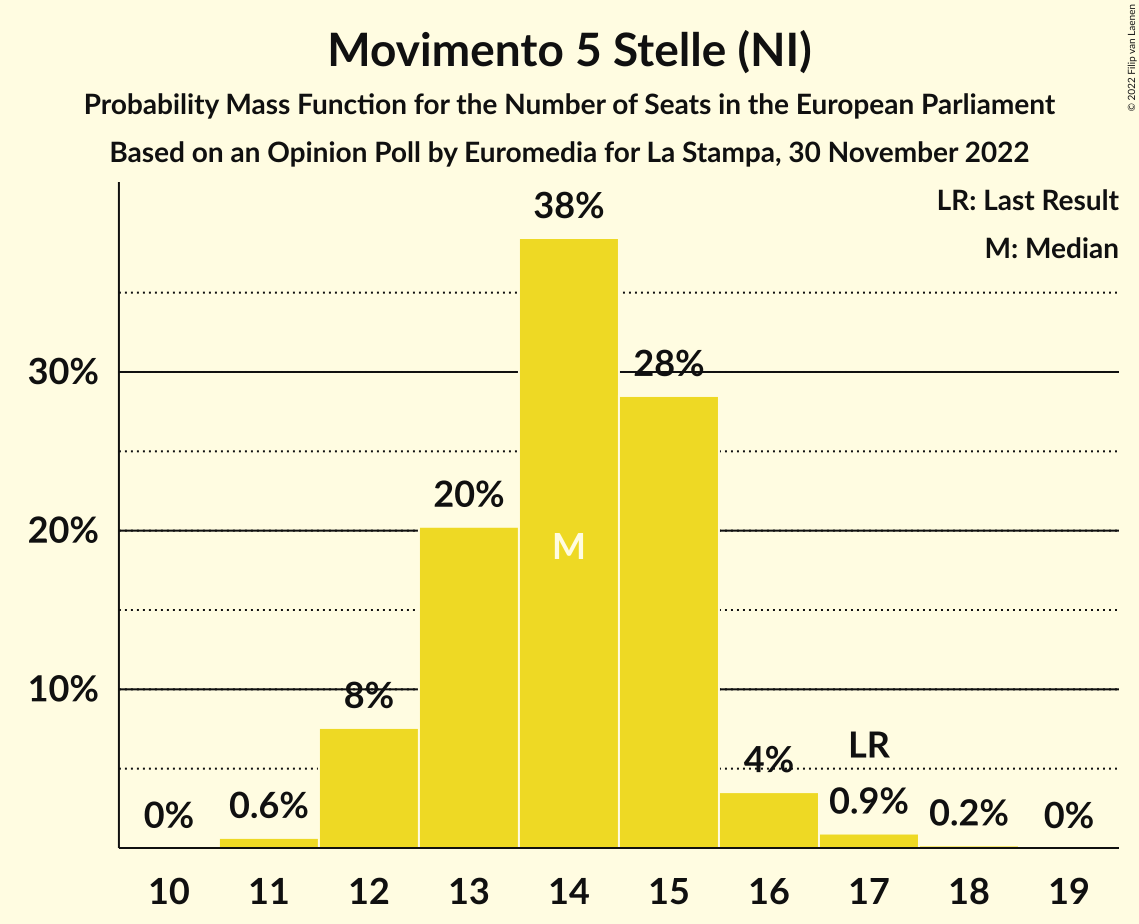 Movimento 5 Stelle (NI)
Probability Mass Function for the Number of Seats in the European Parliament
Based on an Opinion Poll by Euromedia for La Stampa, 30 November 2022
© 2022 Filip van Laenen
LR: Last Result
M: Median
38%
30%
28%
20%
20%
M
10%
8%
LR
4%
0%
0.6%
0.9%
0.2%
0%
10 11 12 13 14 15 16 17 18 19